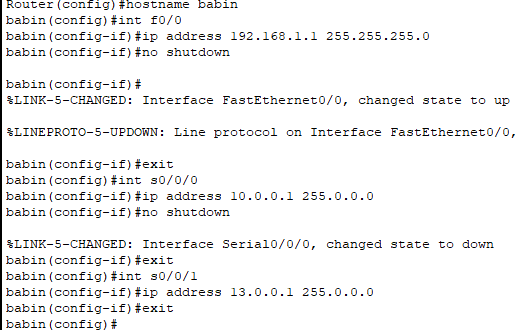 Router(config)#hostname babin
babin(config)#int f0/0
babin(config-if)#ip address 192.168.1.1 255.255.255.0
babin(config-if)#no shutdown
babin(config-if)#
%LINK-5-CHANGED: Interface FastEthernet0/0, changed state to up
%LINEPROTO-5-UPDOWN: Line protocol on Interface FastEthernet0/0,
babin(config-if)#exit
babin(config)#int s0/0/0
babin(config-if)#ip address 10.0.0.1 255.0.0.0
babin(config-if)#no shutdown
%LINK-5-CHANGED: Interface Serial0/0/0, changed state to down
babin(config-if)#exit
babin(config)#int s0/0/1
babin(config-if)#ip address 13.0.0.1 255.0.0.0
babin(config-if)#exit
babin(config)#